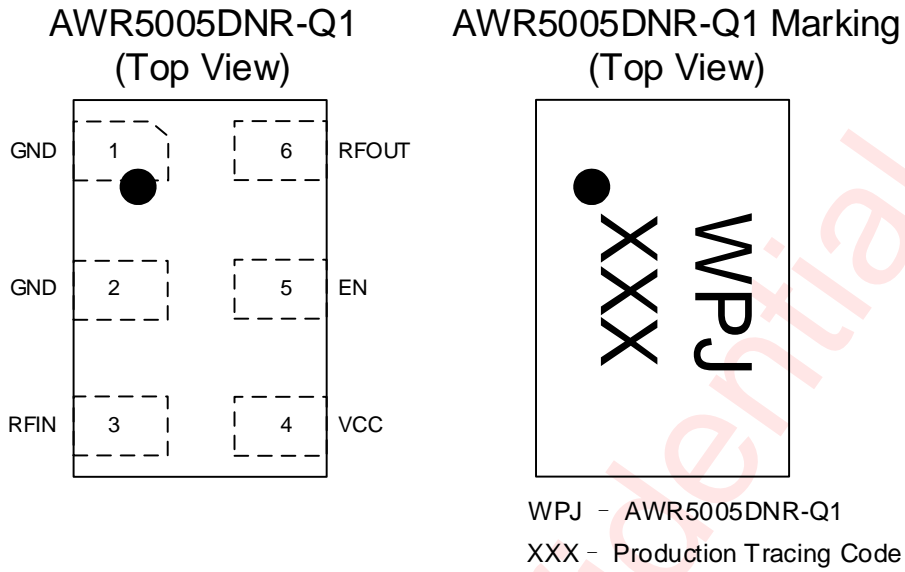 AWR5005DNR-Q1
(Top View)
AWR5005DNR-Q1 Marking
(Top View)
GND 1
6 RFOUT
GND 2
5 EN
RFIN 3
4 VCC
WPJ
XXX
WPJ – AWR5005DNR-Q1
XXX – Production Tracing Code